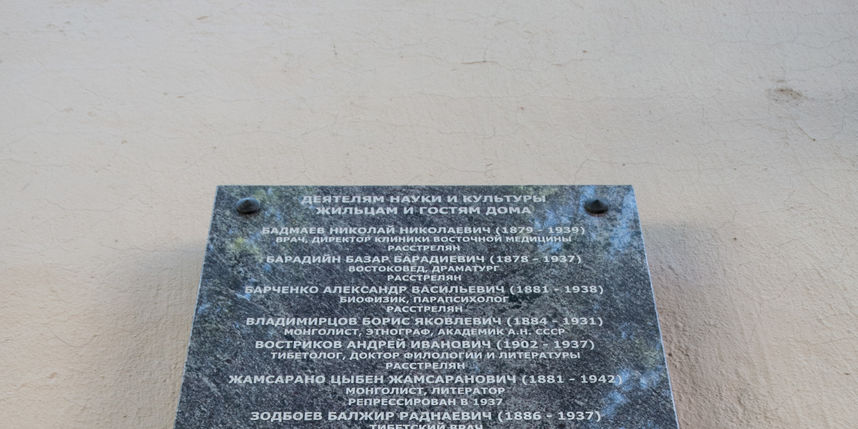 ДЕЯТЕЛЯМ НАУКИ И КУЛЬТУРЫ
ЖИЛЬЦАМ И ГОСТЯМ ДОМА
БАДМАЕВ НИКОЛАЙ НИКОЛАЕВИЧ (1879 - 1939)
ВРАЧ, ДИРЕКТОР КЛИНИКИ ВОСТОЧНОЙ МЕДИЦИНЫ
РАССТРЕЛЯН
БАРАДИЙН БАЗАР БАРАДИЕВИЧ (1878 - 1937)
ВОСТОКОВЕД, ДРАМАТУРГ
РАССТРЕЛЯН
БАРЧЕНКО АЛЕКСАНДР ВАСИЛЬЕВИЧ (1881 - 1938)
БИОФИЗИК, ПАРАПСИХОЛОГ
РАССТРЕЛЯН
ВЛАДИМИРЦОВ БОРИС ЯКОВЛЕВИЧ (1884 - 1931)
МОНГОЛИСТ, ЭТНОГРАФ, АКАДЕМИК А.Н. СССР
ВОСТРИКОВ АНДРЕЙ ИВАНОВИЧ (1902 - 1937)
ТИБЕТОЛОГ, ДОКТОР ФИЛОЛОГИИ И ЛИТЕРАТУРЫ
РАССТРЕЛЯН
ЖАМСАРАНО ЦЫБЕН ЖАМСАРАНОВИЧ (1881 - 1942)
МОНГОЛИСТ, ЛИТЕРАТОР
РЕПРЕССИРОВАН В 1937
ЗОДБОЕВ БАЛЖИР РАДНАЕВИЧ (1886 - 1937)
ТИБЕТСКИЙ ВРАЧ